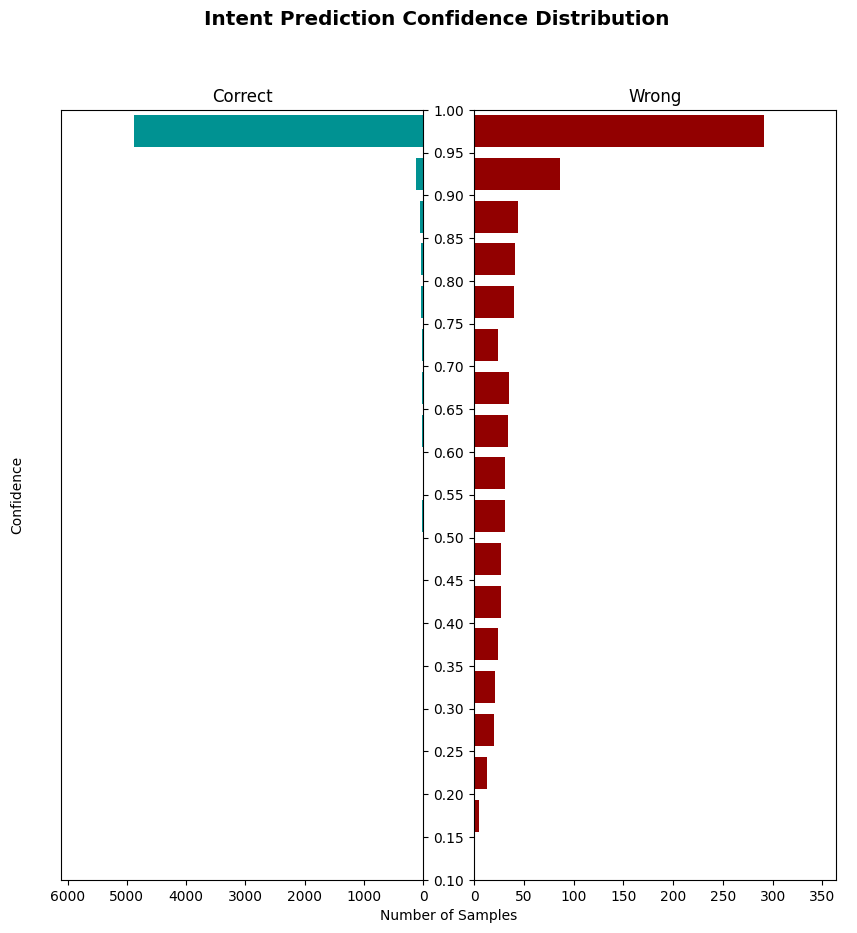 Intent Prediction Confidence Distribution
Correct
Wrong
1.00
0.95
0.90
0.85
0.80
0.75
0.70
0.65
0.60
0.55
0.50
0.45
0.40
0.35
0.30
0.25
0.20
0.15
0.10
Confidence
6000 5000 4000 3000 2000 1000 0
0 50 100 150 200 250 300 350
Number of Samples